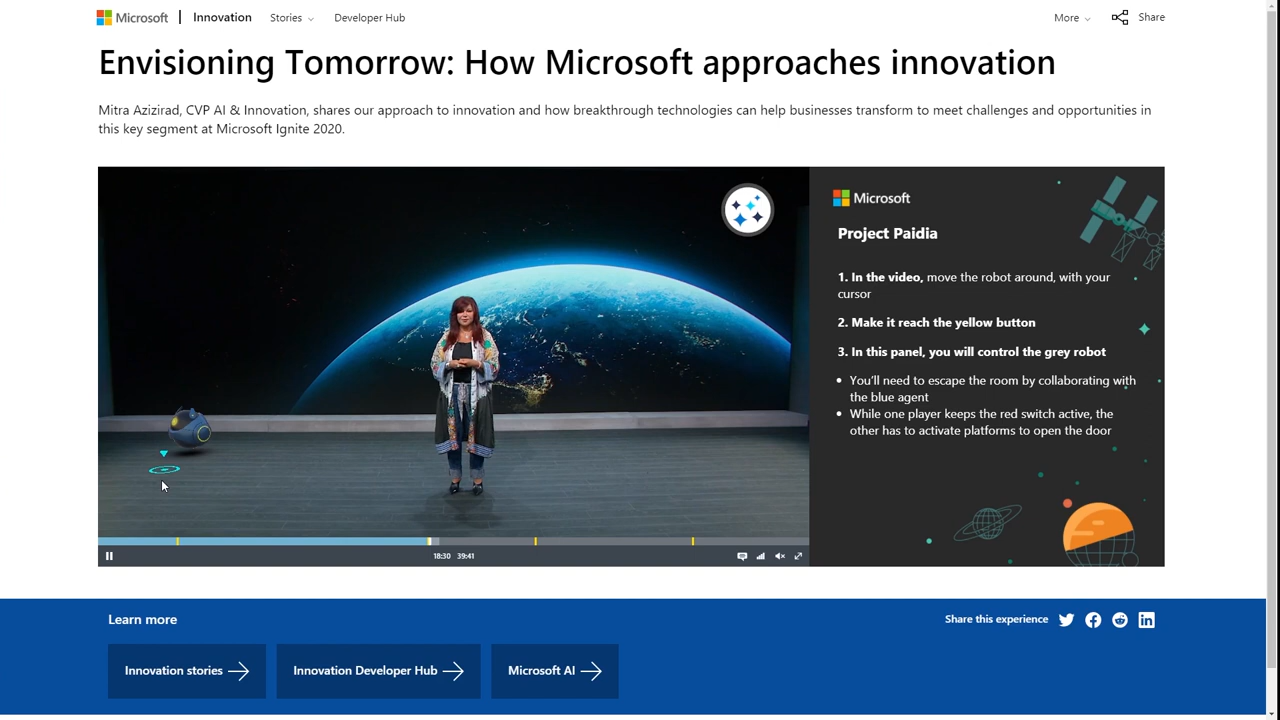 Microsoft | Innovation Stories Developer Hub More Share
Envisioning Tomorrow: How Microsoft approaches innovation
Mitra Azizirad, CVP AI & Innovation, shares our approach to innovation and how breakthrough technologies can help businesses transform to meet challenges and opportunities in
this key segment at Microsoft Ignite 2020.
Microsoft
Project Paidia
1. In the video, move the robot around, with your
cursor
2. Make it reach the yellow button
3. In this panel, you will control the grey robot
• You'll need to escape the room by collaborating with
the blue agent
• While one player keeps the red switch active, the
other has to activate platforms to open the door
18:30 39:41
Learn more
Share this experience
Innovation stories
Innovation Developer Hub
Microsoft AI